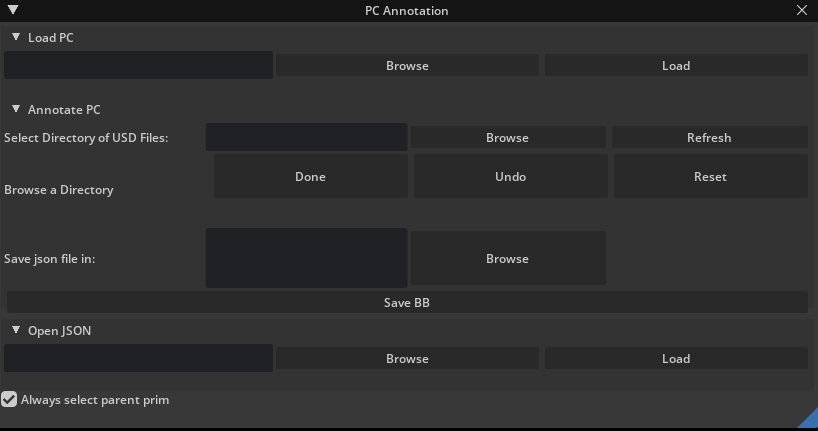 PC Annotation
Load PC
Browse Load
Annotate PC
Select Directory of USD Files: Browse Refresh
Done Undo Reset
Browse a Directory
Save json file in: Browse
Save BB
Open JSON
Browse Load
Always select parent prim